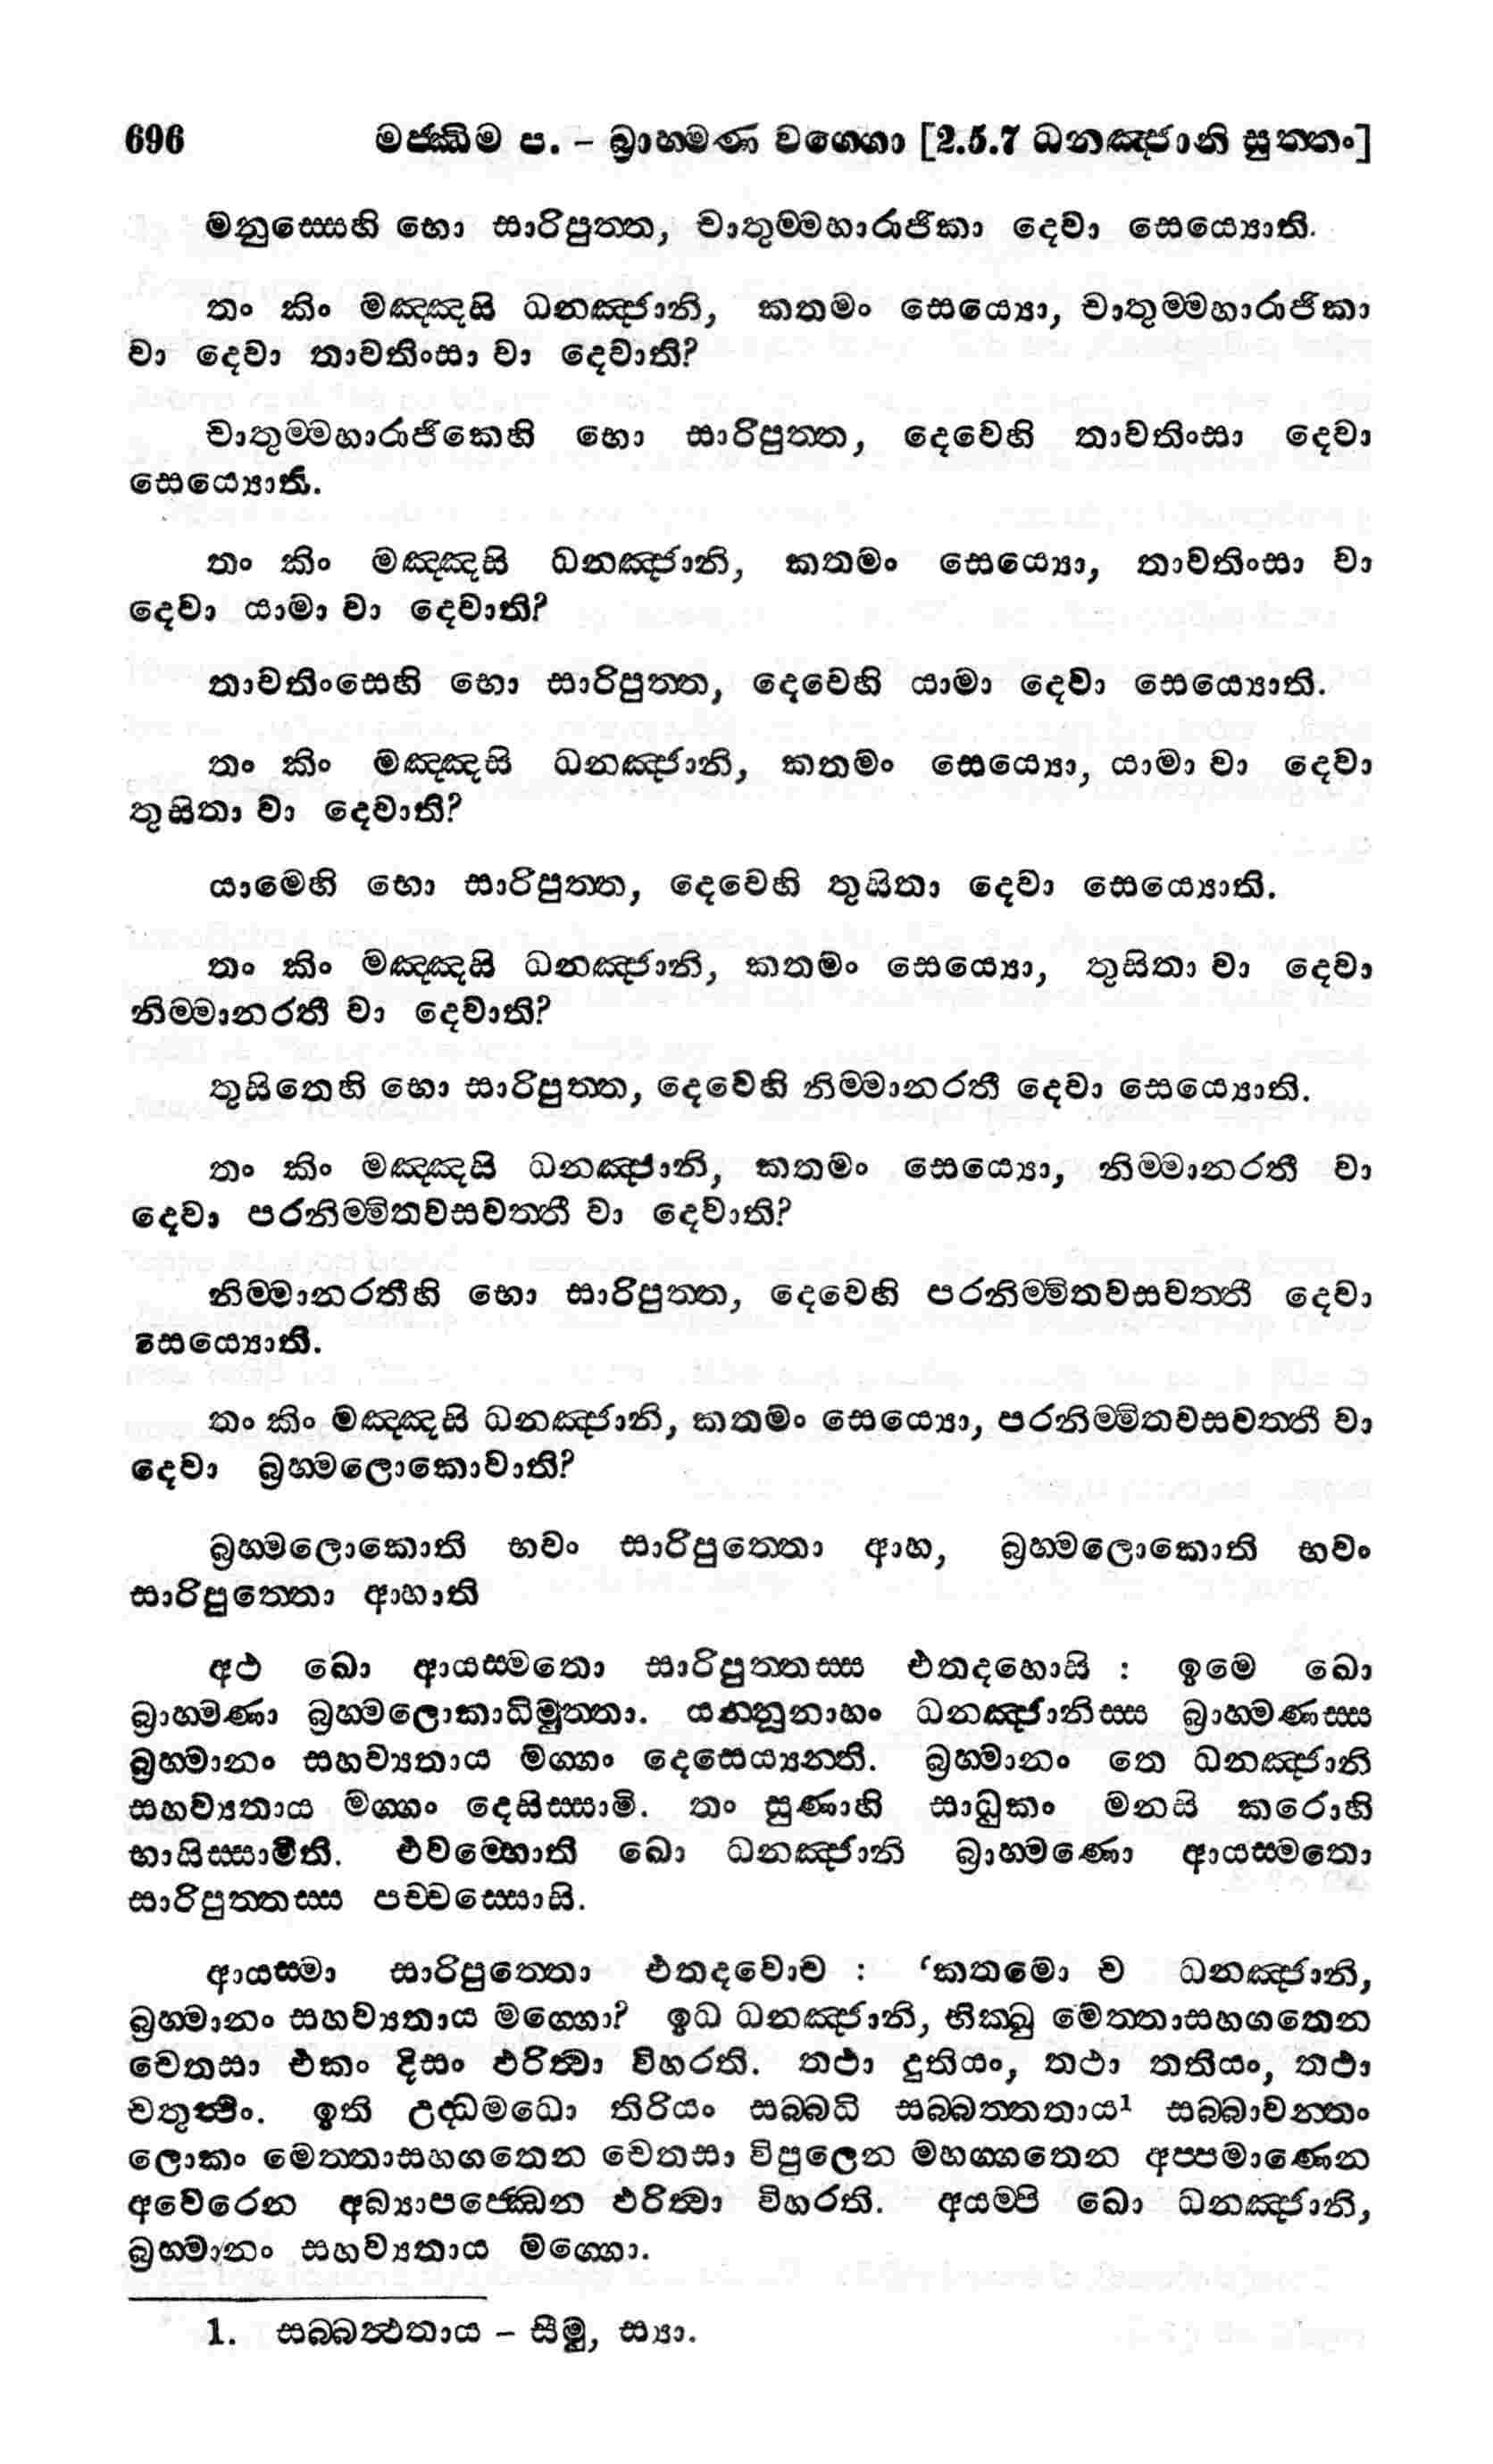 696 මජ්ඣිම ප. - බ්‍රාහ්මණ වග්ගො [2.5.7 ධනඤ්ජානි සුත්තං]
මනුස්සෙහි භො සාරිපුත්ත, චාතුම්මහාරාජිකා දෙවා සෙය්‍යොති.
තං කිං මඤ්ඤසි ධනඤ්ජානි, කතමං සෙය්‍යො, චාතුම්මහාරාජිකා
වා දෙවා තාවතිංසා වා දෙවාති?
චාතුම්මහාරාජිකෙහි භො සාරිපුත්ත, දෙවෙහි තාවතිංසා දෙවා
සෙය්‍යොති.
තං කිං මඤ්ඤසි ධනඤ්ජානි, කතමං සෙය්‍යො, තාවතිංසා වා
දෙවා යාමා වා දෙවාති?
තාවතිංසෙහි භො සාරිපුත්ත, දෙවෙහි යාමා දෙවා සෙය්‍යොති.
තං කිං මඤ්ඤසි ධනඤ්ජානි, කතමං සෙය්‍යො, යාමා වා දෙවා
තුසිතා වා දෙවාති?
යාමෙහි භො සාරිපුත්ත, දෙවෙහි තුසිතා දෙවා සෙය්‍යොති.
තං කිං මඤ්ඤසි ධනඤ්ජානි, කතමං සෙය්‍යො, තුසිතා වා දෙවා
නිම්මානරතී වා දෙවාති?
තුසිතෙහි භො සාරිපුත්ත, දෙවෙහි නිම්මානරතී දෙවා සෙය්‍යොති.
තං කිං මඤ්ඤසි ධනඤ්ජානි, කතමං සෙය්‍යො, නිම්මානරතී වා
දෙවා පරනිම්මිතවසවත්තී වා දෙවාති?
නිම්මානරතීහි භො සාරිපුත්ත, දෙවෙහි පරනිම්මිතවසවත්තී දෙවා
සෙය්‍යොති.
තං කිං මඤ්ඤසි ධනඤ්ජානි, කතමං සෙය්‍යො, පරනිම්මිතවසවත්තී වා
දෙවා බ්‍රහ්මලොකොවාති?
බ්‍රහ්මලොකොති භවං සාරිපුත්තො ආහ, බ්‍රහ්මලොකොති භවං
සාරිපුත්තො ආහාති
අථ ඛො ආයස්මතො සාරිපුත්තස්ස එතදහොසි : ඉමෙ ඛො
බ්‍රාහ්මණා බ්‍රහ්මලොකාධිමුත්තා. යන්නූනාහං ධනඤ්ජානිස්ස බ්‍රාහ්මණස්ස
බ්‍රහ්මානං සහව්‍යතාය මග්ගං දෙසෙය්‍යන්ති. බ්‍රහ්මානං තෙ ධනඤ්ජානි
සහව්‍යතාය මග්ගං දෙසිස්සාමි. තං සුණාහි සාධුකං මනසි කරොහි
භාසිස්සාමීති. එවම්භොති ඛො ධනඤ්ජානි බ්‍රාහ්මණො ආයස්මතො
සාරිපුත්තස්ස පච්චස්සොසි.
ආයස්මා සාරිපුත්තො එතදවොච : ‘කතමො ච ධනඤ්ජානි,
බ්‍රහ්මානං සහව්‍යතාය මග්ගො? ඉධ ධනඤ්ජානි, භික්ඛු මෙත්තාසහගතෙන
චෙතසා එකං දිසං ඵරිත්වා විහරති. තථා දුතියං, තථා තතියං, තථා
චතුත්ථිං. ඉති උද්ධමධො තිරියං සබ්බධි සබ්බත්තතාය¹ සබ්බාවන්තං
ලොකං මෙත්තාසහගතෙන චෙතසා විපුලෙන මහග්ගතෙන අප්පමාණෙන
අවෙරෙන අබ්‍යාපජ්ඣෙන ඵරිත්වා විහරති. අයම්පි ඛො ධනඤ්ජානි,
බ්‍රහ්මානං සහව්‍යතාය මග්ගො.
1. සබ්බත්ථතාය - සීමු, ස්‍යා.